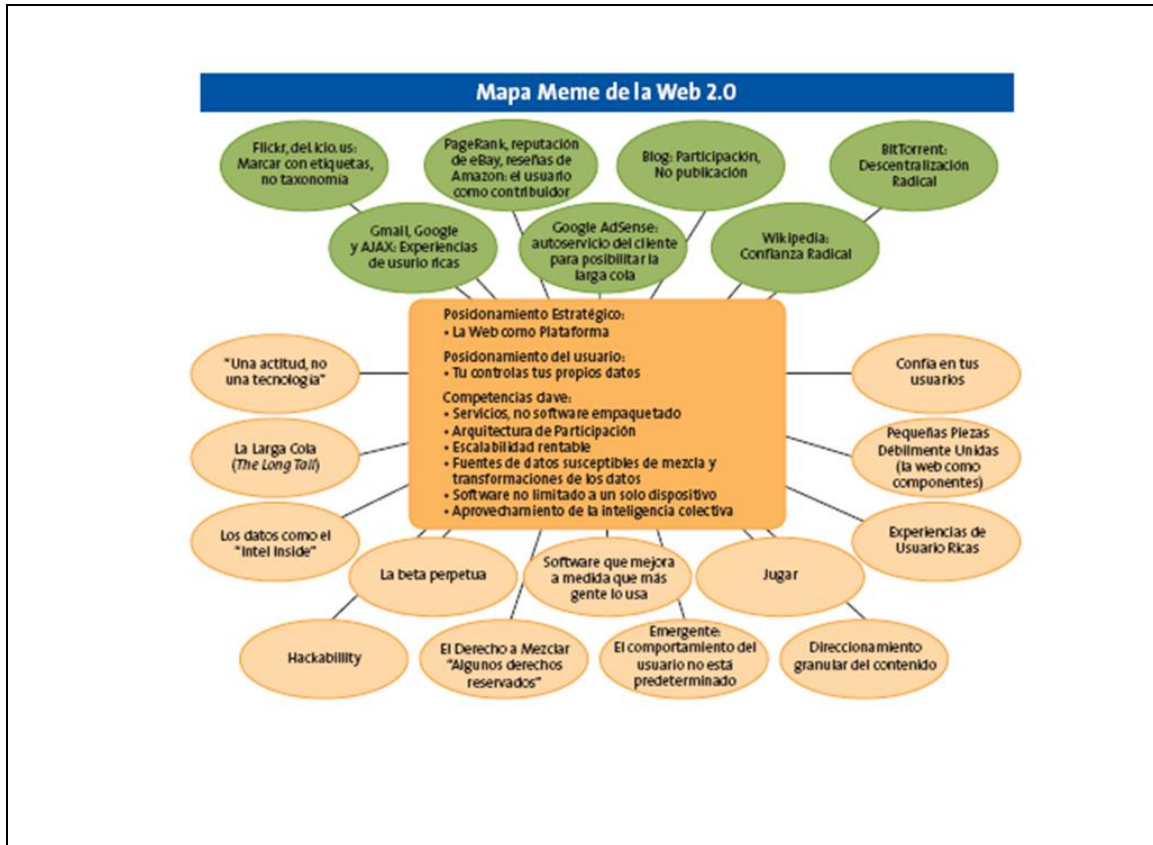 Mapa Meme de la Web 2.0
Flickr, del.icio.us:
Marcar con etiquetas,
no taxonomía
PageRank, reputación
de eBay, reseñas de
Amazon: el usuario
como contribuidor
Blog: Participación,
No publicación
BitTorrent:
Descentralización
Radical
Gmail, Google
y AJAX: Experiencias
de usurio ricas
Google AdSense:
autoservicio del cliente
para posibilitar la
larga cola
Wikipedia:
Confianza Radical
Posidonamiento Estratégico:
• La Web como Plataforma
Posidonamiento del usuario:
• Tu controlas tus propios datos
Competencias clave:
• Servicios, no software empaquetado
• Arquitectura de Participación
• Escalabilidad rentable
• Fuentes de datos susceptibles de mezcla y
transformaciones de los datos
• Software no limitado a un solo dispositivo
• Aprovechamiento de la inteligencia colectiva
"Una actitud, no
una tecnología"
La Larga Cola
(The Long Tail)
Los datos como el
"Intel Inside"
Confía en tus
usuarios
Pequeñas Piezas
Débilmente Unidas
(la web como
componentes)
Experiencias de
Usuario Ricas
La beta perpetua
Software que mejora
a medida que más
gente lo usa
Jugar
Hackabillity
El Derecho a Mezclar
"Algunos derechos
reservados"
Emergente:
El comportamiento del
usuario no está
predeterminado
Direccionamiento
granular del contenido